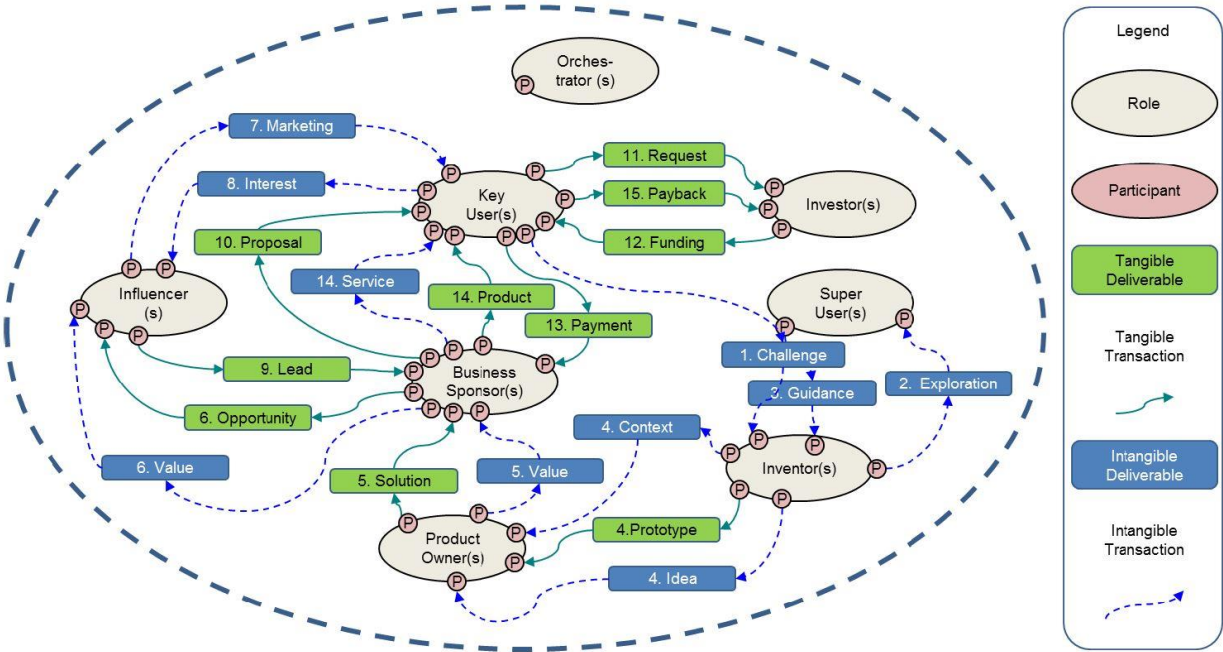 Orches-
trator (s)
P
7. Marketing
8. Interest
10. Proposal
14. Service
P
P
P
P
P
P
P
P
P
P
P
Key
User(s)
11. Request
15. Payback
12. Funding
P
P
P
Investor(s)
14. Product
13. Payment
P
P
P
P
P
Influencer
(s)
9. Lead
6. Opportunity
6. Value
P
P
P
P
P
P
P
P
P
Business
Sponsor(s)
5. Solution
5. Value
P
P
Super
User(s)
1. Challenge
3. Guidance
2. Exploration
4. Context
P
P
P
P
P
P
Inventor(s)
4.Prototype
4. Idea
P
P
P
P
P
Product
Owner(s)
Legend
Role
Participant
Tangible
Deliverable
Tangible
Transaction
Intangible
Deliverable
Intangible
Transaction